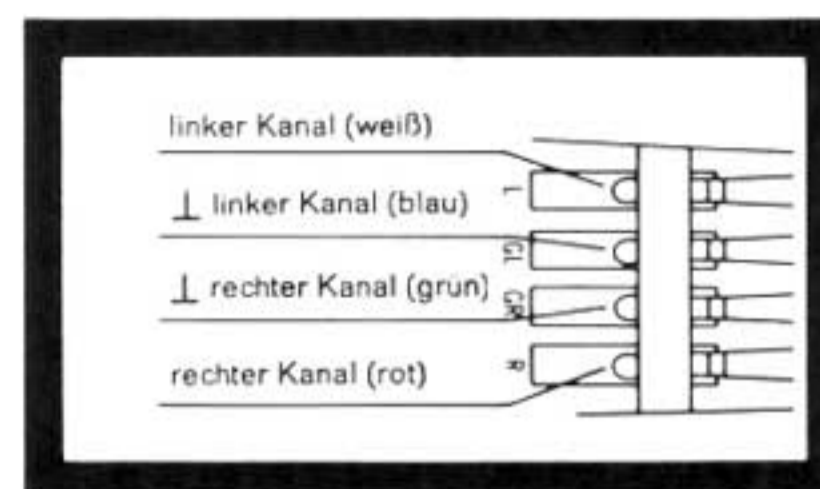 linker Kanal (weiß)
L
⊥ linker Kanal (blau)
GL
⊥ rechter Kanal (grün)
GR
rechter Kanal (rot)
R